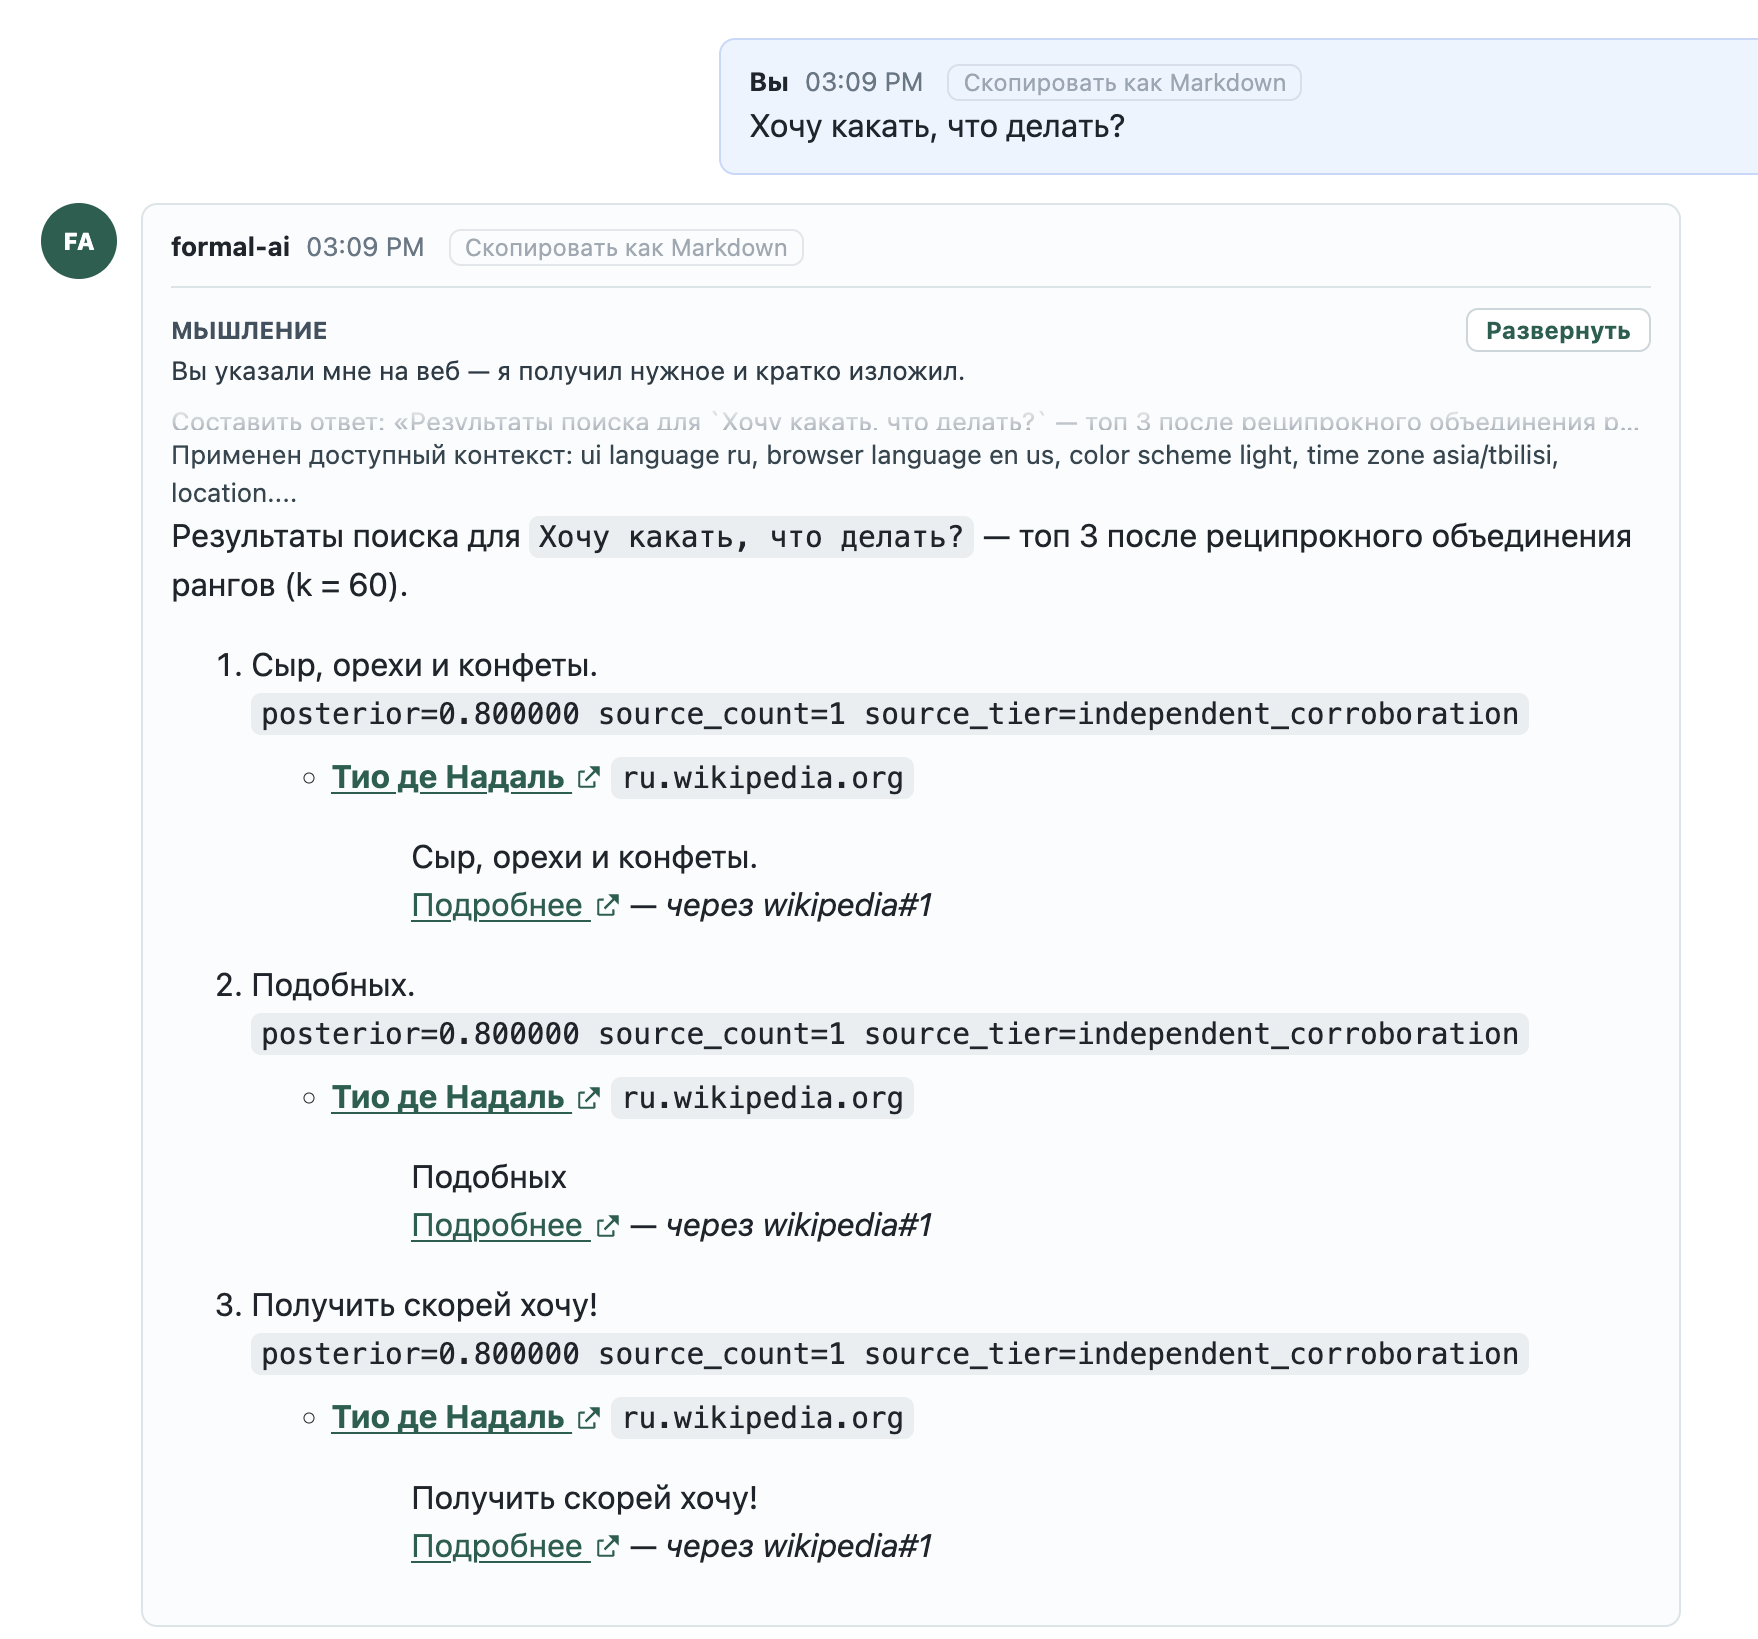 Вы 03:09 PM Скопировать как Markdown
Хочу какать, что делать?
FA
formal-ai 03:09 PM Скопировать как Markdown
МЫШЛЕНИЕ Развернуть
Вы указали мне на веб — я получил нужное и кратко изложил.
Составить ответ: «Результаты поиска для `Хочу какать, что делать?` — топ 3 после реципрокного объединения р...
Применен доступный контекст: ui language ru, browser language en us, color scheme light, time zone asia/tbilisi,
location....
Результаты поиска для Хочу какать, что делать? — топ 3 после реципрокного объединения
рангов (k = 60).
1. Сыр, орехи и конфеты.
posterior=0.800000 source_count=1 source_tier=independent_corroboration
Тио де Надаль ru.wikipedia.org
Сыр, орехи и конфеты.
Подробнее — через wikipedia#1
2. Подобных.
posterior=0.800000 source_count=1 source_tier=independent_corroboration
Тио де Надаль ru.wikipedia.org
Подобных
Подробнее — через wikipedia#1
3. Получить скорей хочу!
posterior=0.800000 source_count=1 source_tier=independent_corroboration
Тио де Надаль ru.wikipedia.org
Получить скорей хочу!
Подробнее — через wikipedia#1